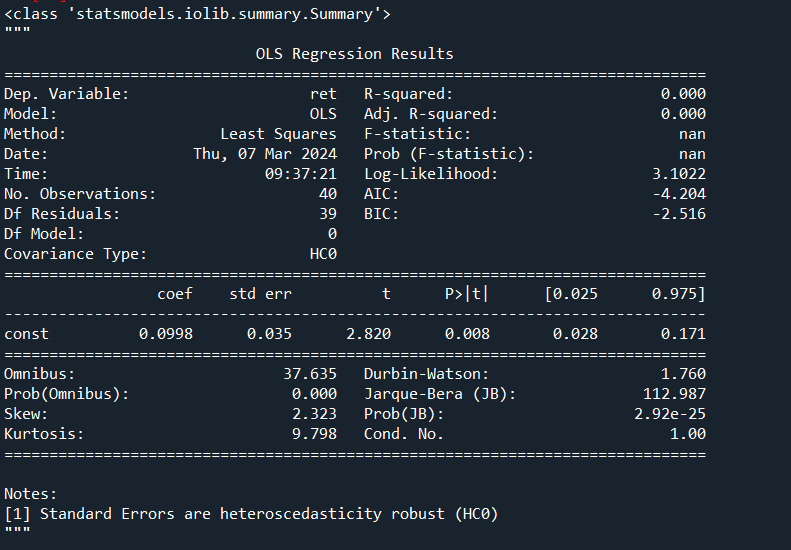 <class 'statsmodels.iolib.summary.Summary'>
"""
                            OLS Regression Results
==============================================================================
Dep. Variable:                    ret   R-squared:                       0.000
Model:                            OLS   Adj. R-squared:                  0.000
Method:                 Least Squares   F-statistic:                       nan
Date:                Thu, 07 Mar 2024   Prob (F-statistic):                nan
Time:                        09:37:21   Log-Likelihood:                 3.1022
No. Observations:                  40   AIC:                            -4.204
Df Residuals:                      39   BIC:                            -2.516
Df Model:                           0
Covariance Type:                  HC0
==============================================================================
                 coef    std err          t      P>|t|      [0.025      0.975]
------------------------------------------------------------------------------
const          0.0998      0.035      2.820      0.008       0.028       0.171
==============================================================================
Omnibus:                       37.635   Durbin-Watson:                   1.760
Prob(Omnibus):                  0.000   Jarque-Bera (JB):              112.987
Skew:                           2.323   Prob(JB):                     2.92e-25
Kurtosis:                       9.798   Cond. No.                         1.00
==============================================================================

Notes:
[1] Standard Errors are heteroscedasticity robust (HC0)
"""